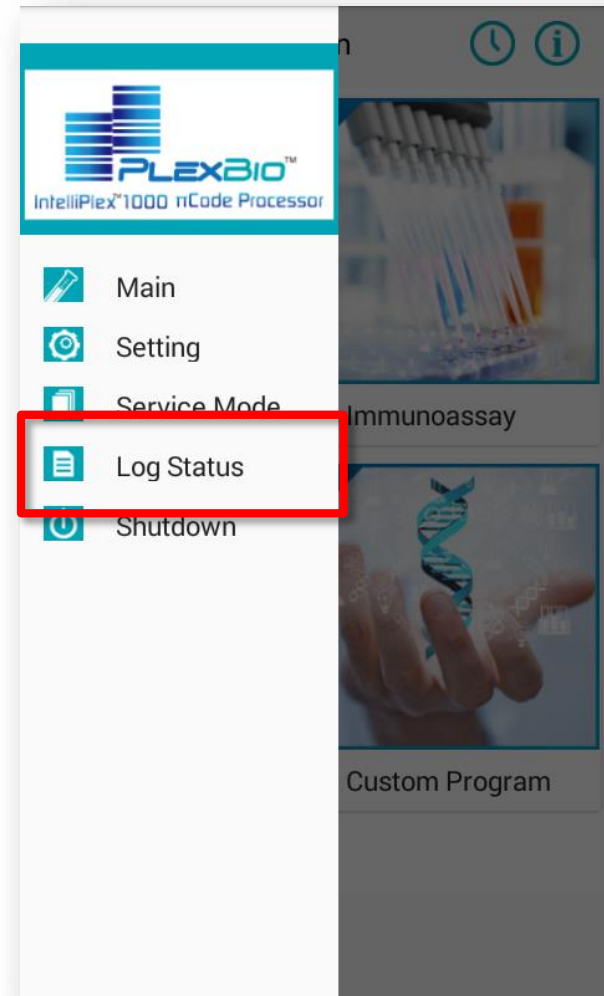 n
PlexBio™
IntelliPlex™1000 πCode Processor
Main
Setting
Service Mode
Log Status
Shutdown
Immunoassay
Custom Program